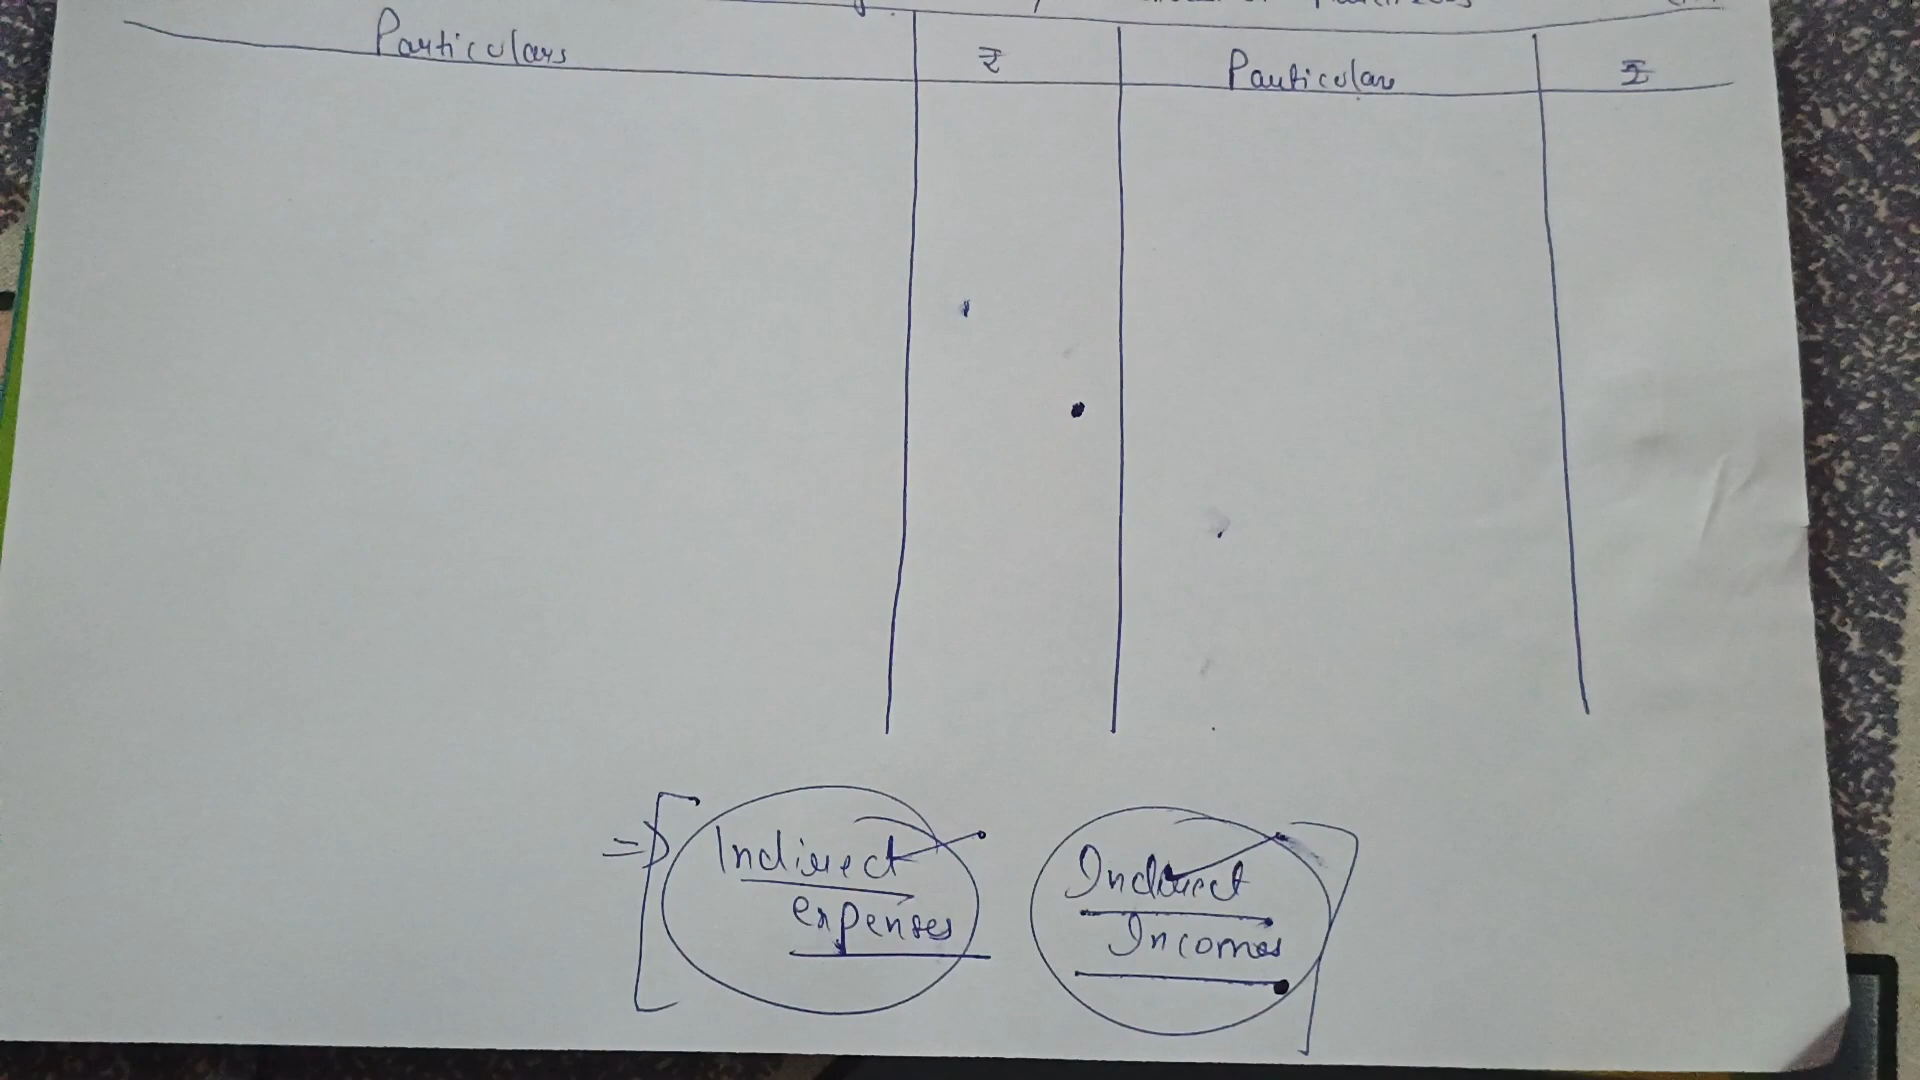 Particulars ₹ Particular ₹
Indirect
expenses
Indirect
Incomes